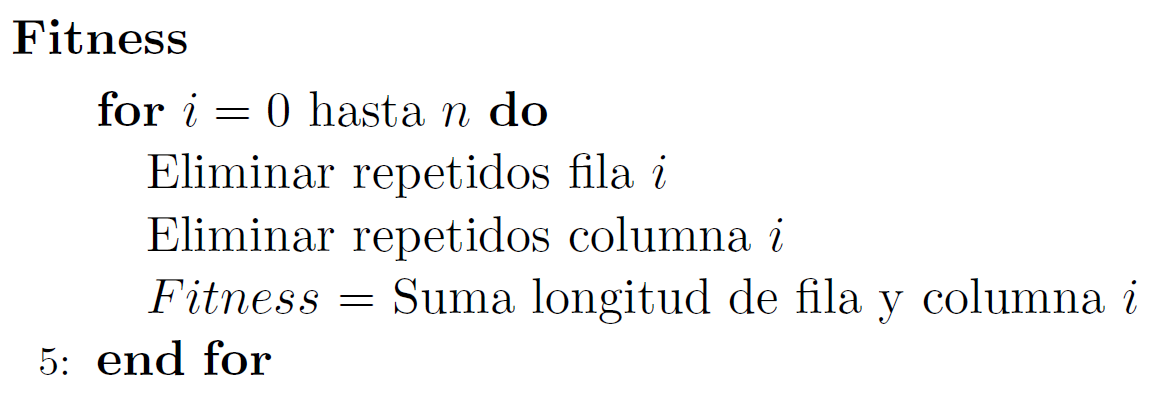 Fitness
for i = 0 hasta n do
Eliminar repetidos fila i
Eliminar repetidos columna i
Fitness = Suma longitud de fila y columna i
5: end for